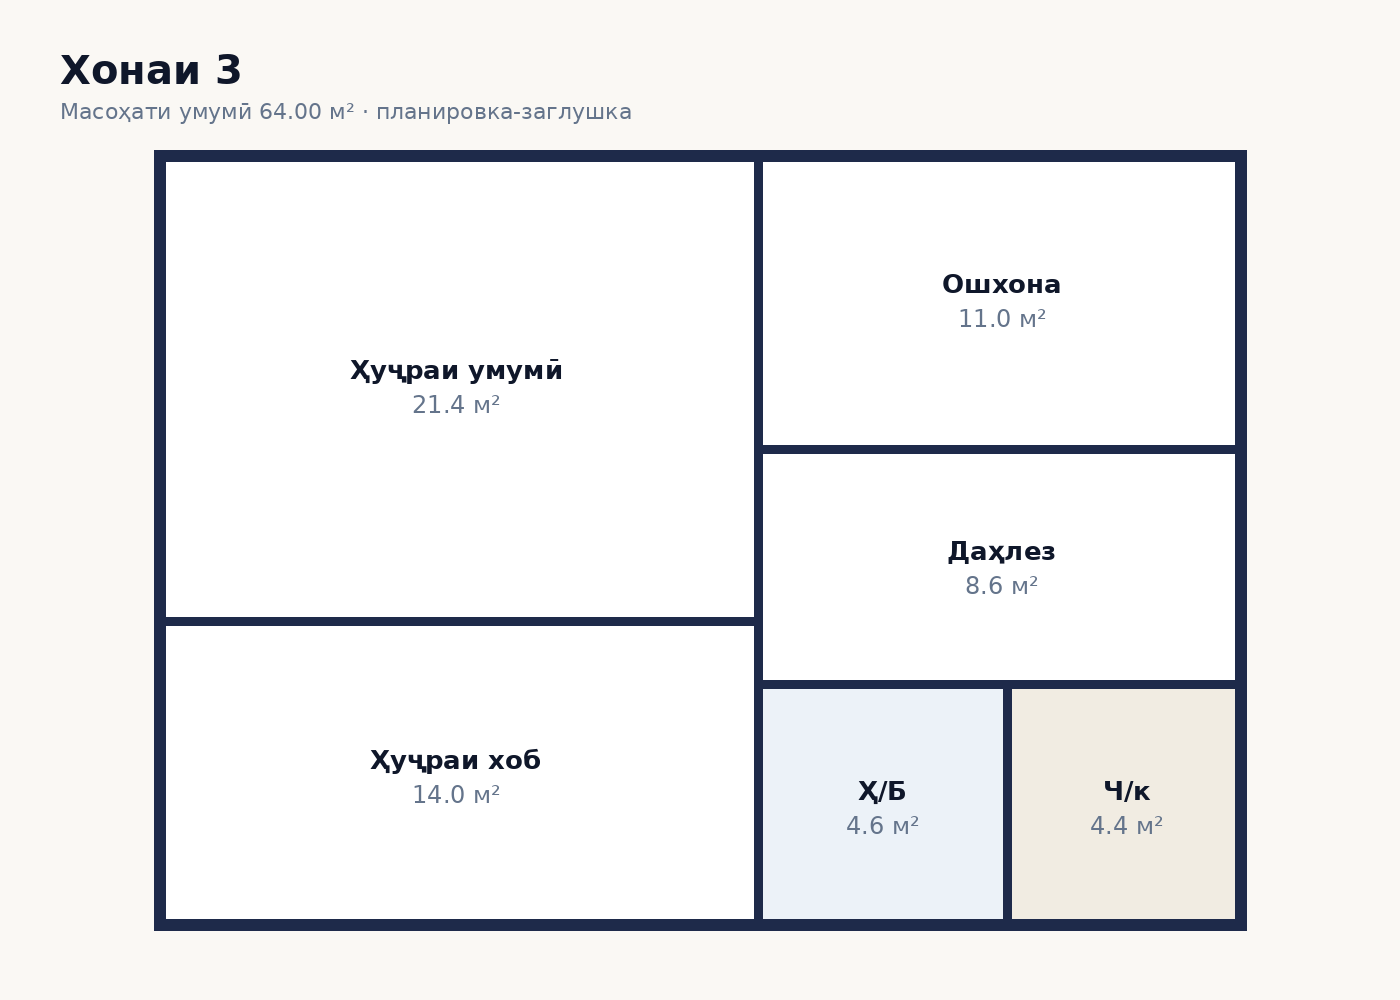 Хонаи 3
Масоҳати умумӣ 64.00 м² · планировка-заглушка
Ҳуҷраи умумӣ
21.4 м²
Ошхона
11.0 м²
Даҳлез
8.6 м²
Ҳуҷраи хоб
14.0 м²
Ҳ/Б
4.6 м²
Ч/к
4.4 м²